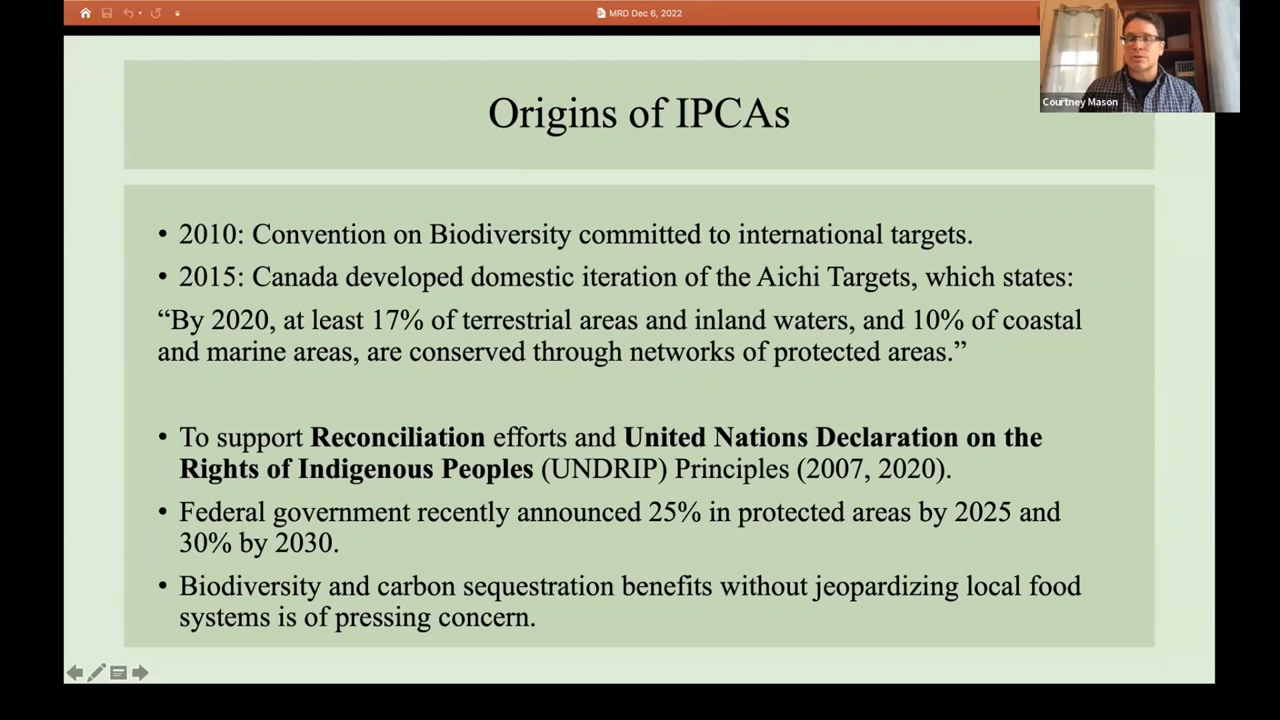 MRD Dec 6, 2022
Courtney Mason
Origins of IPCAs
• 2010: Convention on Biodiversity committed to international targets.
• 2015: Canada developed domestic iteration of the Aichi Targets, which states:
“By 2020, at least 17% of terrestrial areas and inland waters, and 10% of coastal
and marine areas, are conserved through networks of protected areas.”
• To support Reconciliation efforts and United Nations Declaration on the
Rights of Indigenous Peoples (UNDRIP) Principles (2007, 2020).
• Federal government recently announced 25% in protected areas by 2025 and
30% by 2030.
• Biodiversity and carbon sequestration benefits without jeopardizing local food
systems is of pressing concern.